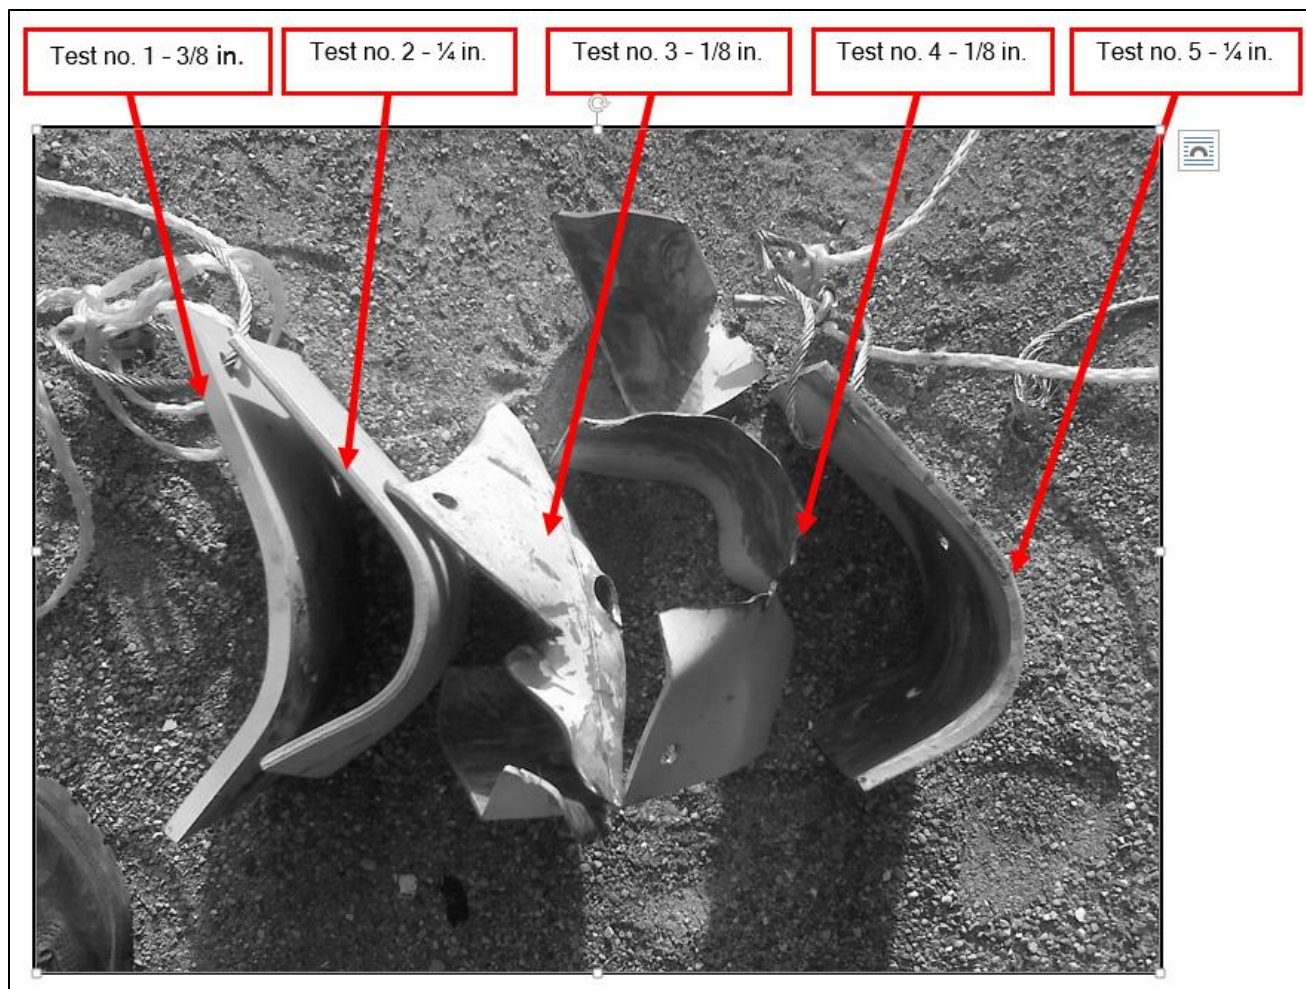 Test no. 1 - 3/8 in.
Test no. 2 - ¼ in.
Test no. 3 - 1/8 in.
Test no. 4 - 1/8 in.
Test no. 5 - ¼ in.